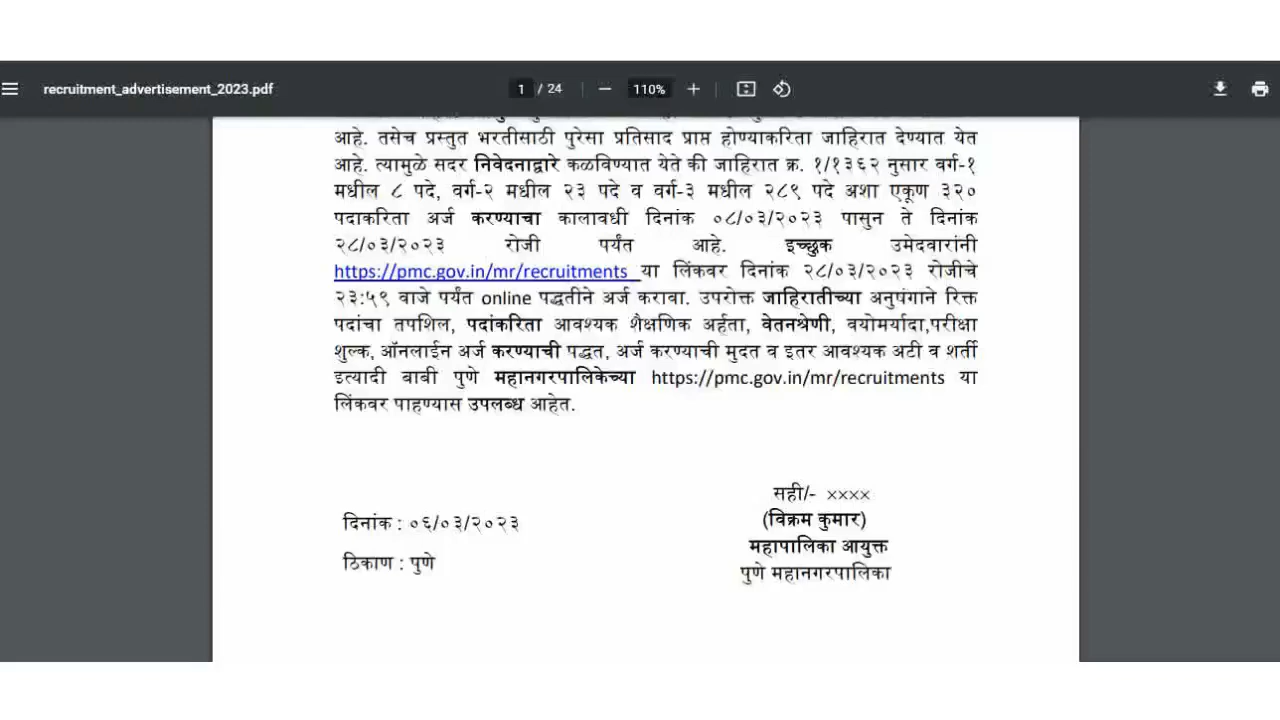 recruitment_advertisement_2023.pdf
1 / 24
110%
आहे. तसेच प्रस्तुत भरतीसाठी पुरेसा प्रतिसाद प्राप्त होण्याकरिता जाहिरात देण्यात येत
आहे. त्यामुळे सदर निवेदनाद्वारे कळविण्यात येते की जाहिरात क्र. १/१३६२ नुसार वर्ग-१
मधील ८ पदे, वर्ग-२ मधील २३ पदे व वर्ग-३ मधील २८९ पदे अशा एकूण ३२०
पदाकरिता अर्ज करण्याचा कालावधी दिनांक ०८/०३/२०२३ पासुन ते दिनांक
२८/०३/२०२३ रोजी पर्यंत आहे. इच्छुक उमेदवारांनी
https://pmc.gov.in/mr/recruitments या लिंकवर दिनांक २८/०३/२०२३ रोजीचे
२३:५९ वाजे पर्यंत online पद्धतीने अर्ज करावा. उपरोक्त जाहिरातीच्या अनुषंगाने रिक्त
पदांचा तपशिल, पदांकरिता आवश्यक शैक्षणिक अर्हता, वेतनश्रेणी, वयोमर्यादा,परीक्षा
शुल्क, ऑनलाईन अर्ज करण्याची पद्धत, अर्ज करण्याची मुदत व इतर आवश्यक अटी व शर्ती
इत्यादी बाबी पुणे महानगरपालिकेच्या https://pmc.gov.in/mr/recruitments या
लिंकवर पाहण्यास उपलब्ध आहेत.
सही/- xxxx
दिनांक : ०६/०३/२०२३
(विक्रम कुमार)
महापालिका आयुक्त
ठिकाण : पुणे
पुणे महानगरपालिका